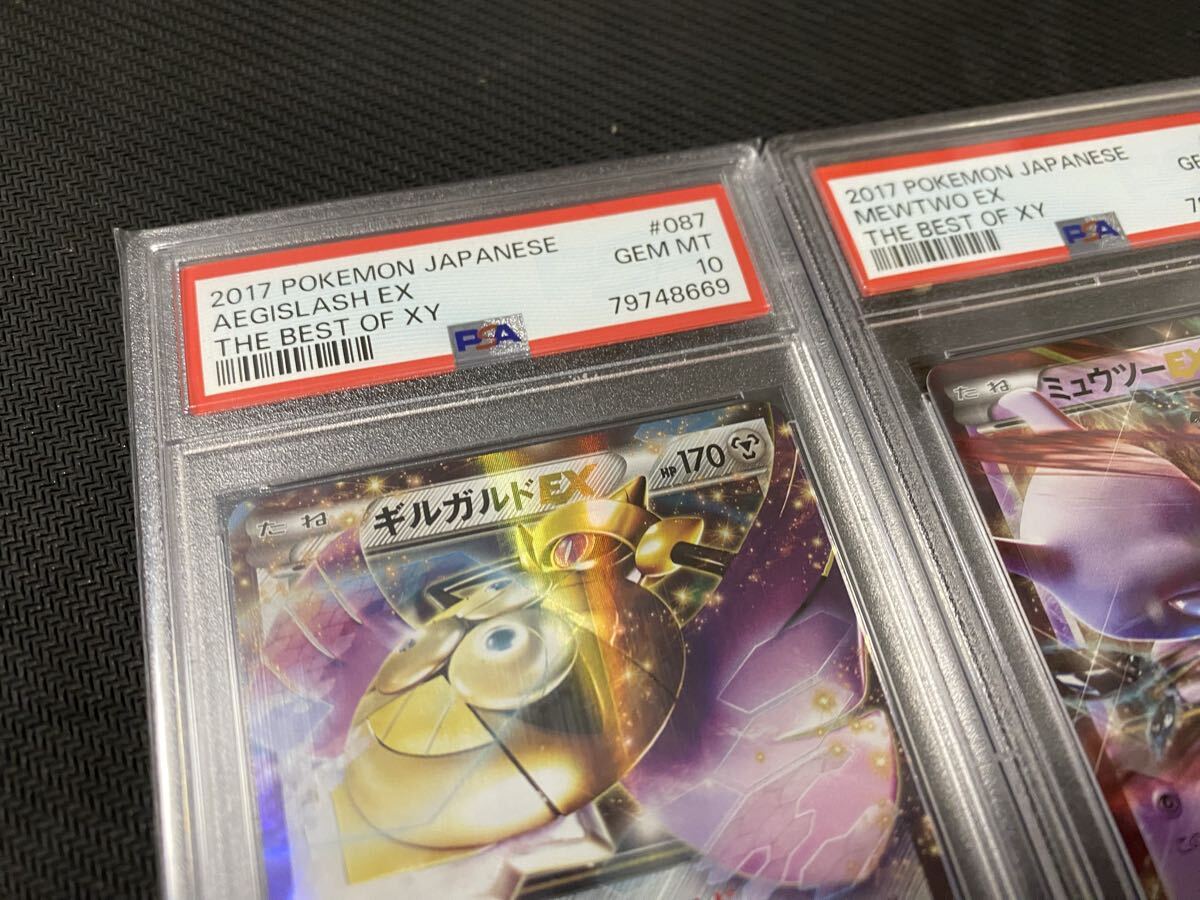 2017 POKEMON JAPANESE #087
AEGISLASH EX GEM MT
THE BEST OF XY 10
PSA 79748669
たね ギルガルドEX HP170
2017 POKEMON JAPANESE
MEWTWO EX
THE BEST OF XY
PSA
たね ミュウツーEX